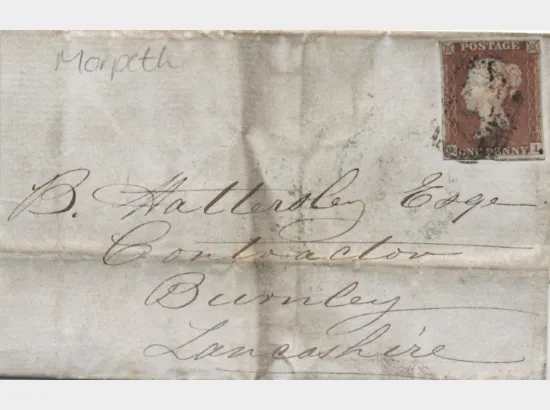 Morpeth
POSTAGE
ONE PENNY
B. Hattersley Esqe
Contractor
Burnley
Lancashire